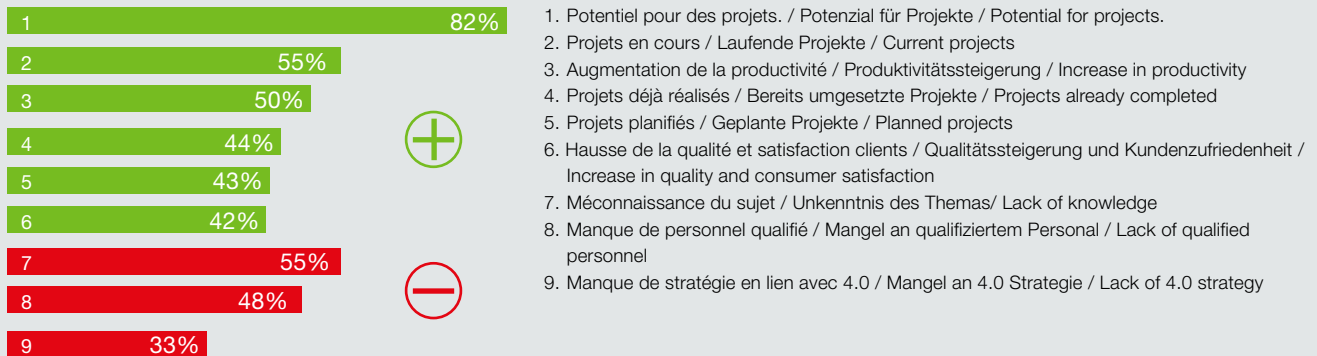 1 82%
2 55%
3 50%
4 44%
5 43%
6 42%
7 55%
8 48%
9 33%
1. Potentiel pour des projets. / Potenzial für Projekte / Potential for projects.
2. Projets en cours / Laufende Projekte / Current projects
3. Augmentation de la productivité / Produktivitätssteigerung / Increase in productivity
4. Projets déjà réalisés / Bereits umgesetzte Projekte / Projects already completed
5. Projets planifiés / Geplante Projekte / Planned projects
6. Hausse de la qualité et satisfaction clients / Qualitätssteigerung und Kundenzufriedenheit /
Increase in quality and consumer satisfaction
7. Méconnaissance du sujet / Unkenntnis des Themas/ Lack of knowledge
8. Manque de personnel qualifié / Mangel an qualifiziertem Personal / Lack of qualified
personnel
9. Manque de stratégie en lien avec 4.0 / Mangel an 4.0 Strategie / Lack of 4.0 strategy